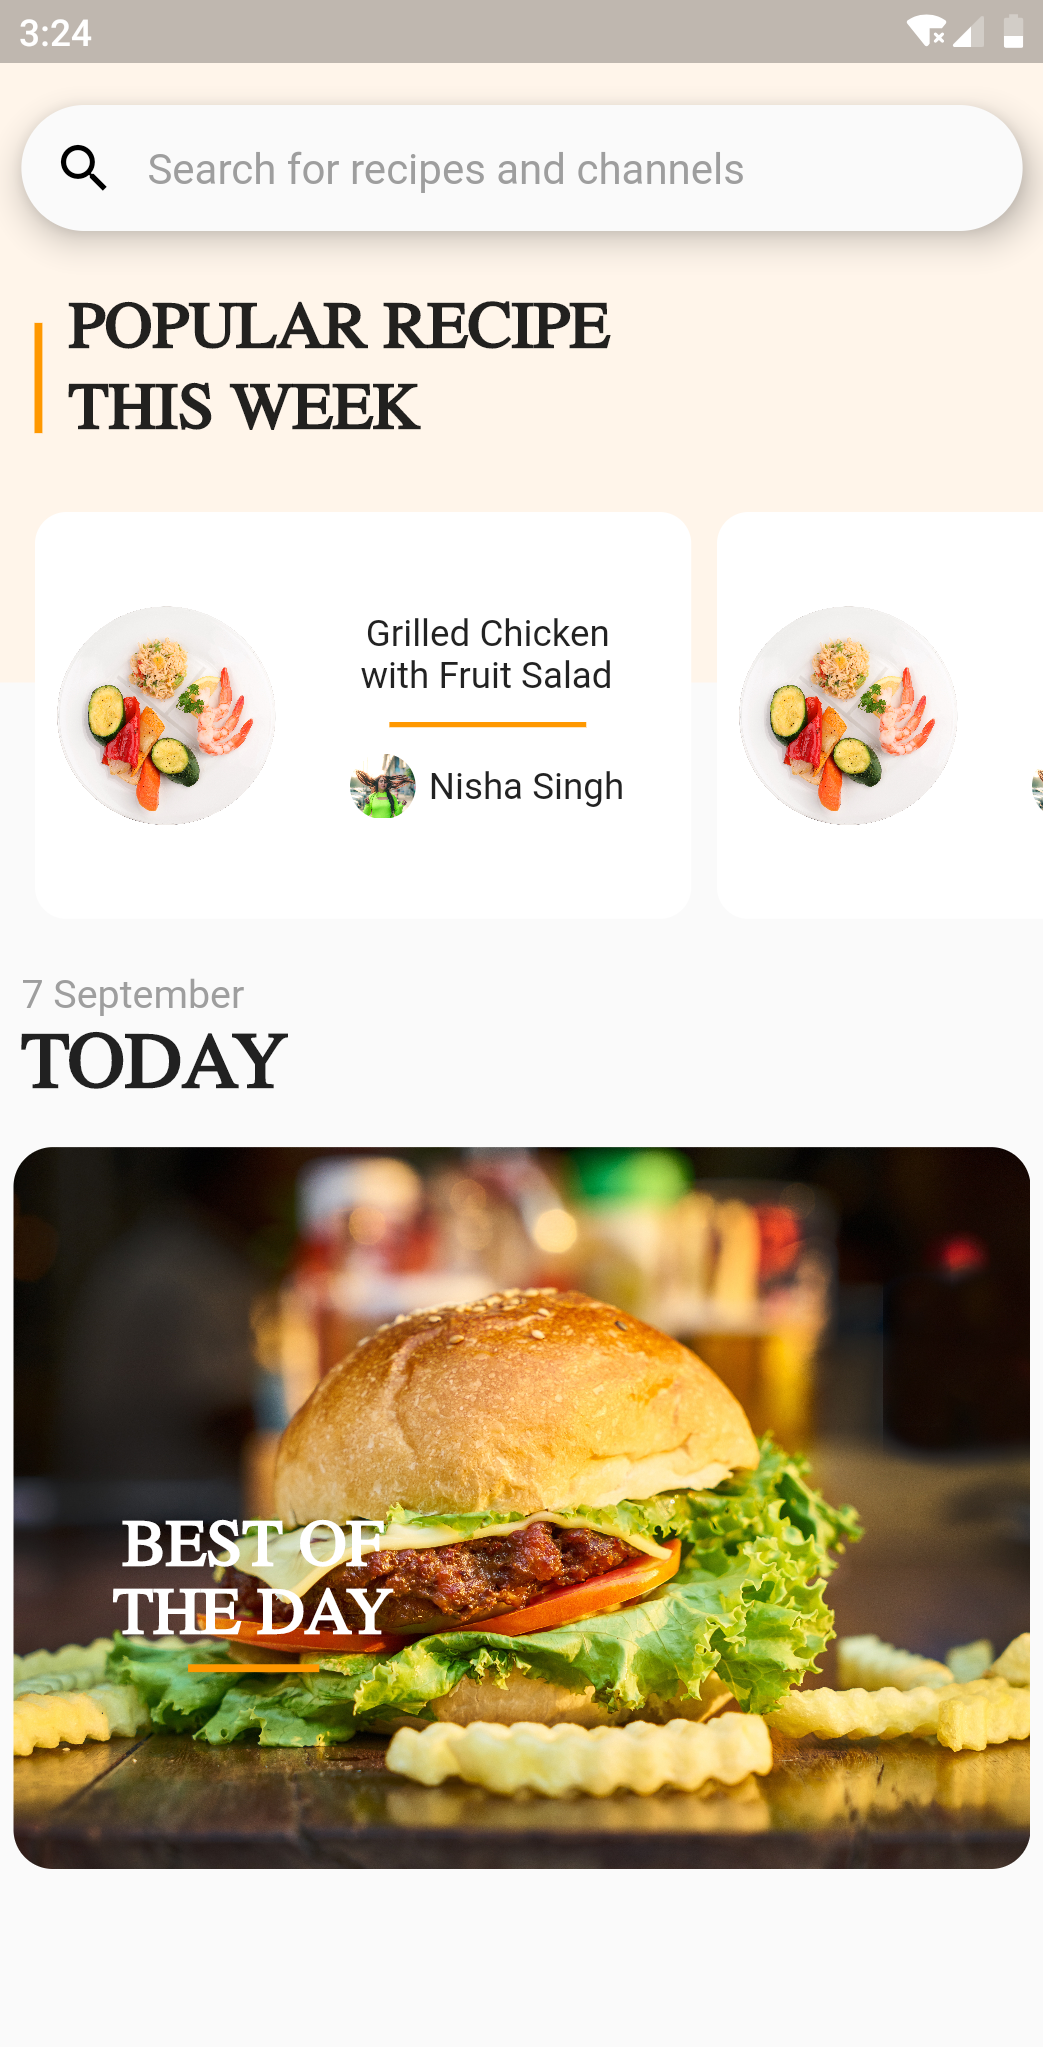 3:24
Search for recipes and channels
POPULAR RECIPE
THIS WEEK
Grilled Chicken
with Fruit Salad
Nisha Singh
7 September
TODAY
BEST OF
THE DAY